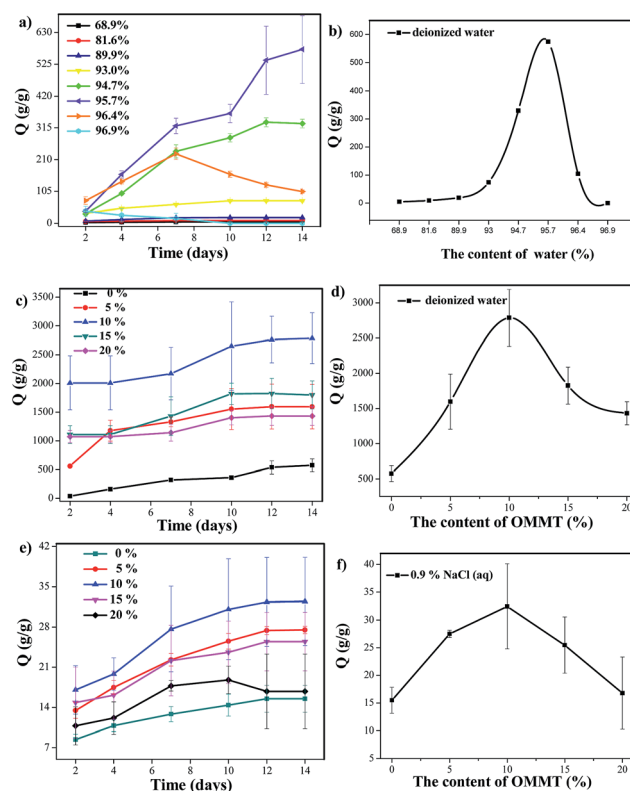 a)
68.9%
81.6%
89.9%
93.0%
94.7%
95.7%
96.4%
96.9%
630
525
420
315
210
105
0
Q (g/g)
2 4 6 8 10 12 14
Time (days)
b)
deionized water
600
500
400
300
200
100
0
Q (g/g)
68.9 81.6 89.9 93 94.7 95.7 96.4 96.9
The content of water (%)
c)
0 %
5 %
10 %
15 %
20 %
3500
3000
2500
2000
1500
1000
500
0
Q (g/g)
2 4 6 8 10 12 14
Time (days)
d)
deionized water
3000
2500
2000
1500
1000
500
Q (g/g)
0 5 10 15 20
The content of OMMT (%)
e)
0 %
5 %
10 %
15 %
20 %
42
35
28
21
14
7
Q (g/g)
2 4 6 8 10 12 14
Time (days)
f)
0.9 % NaCl (aq)
40
35
30
25
20
15
10
5
Q (g/g)
0 5 10 15 20
The content of OMMT (%)